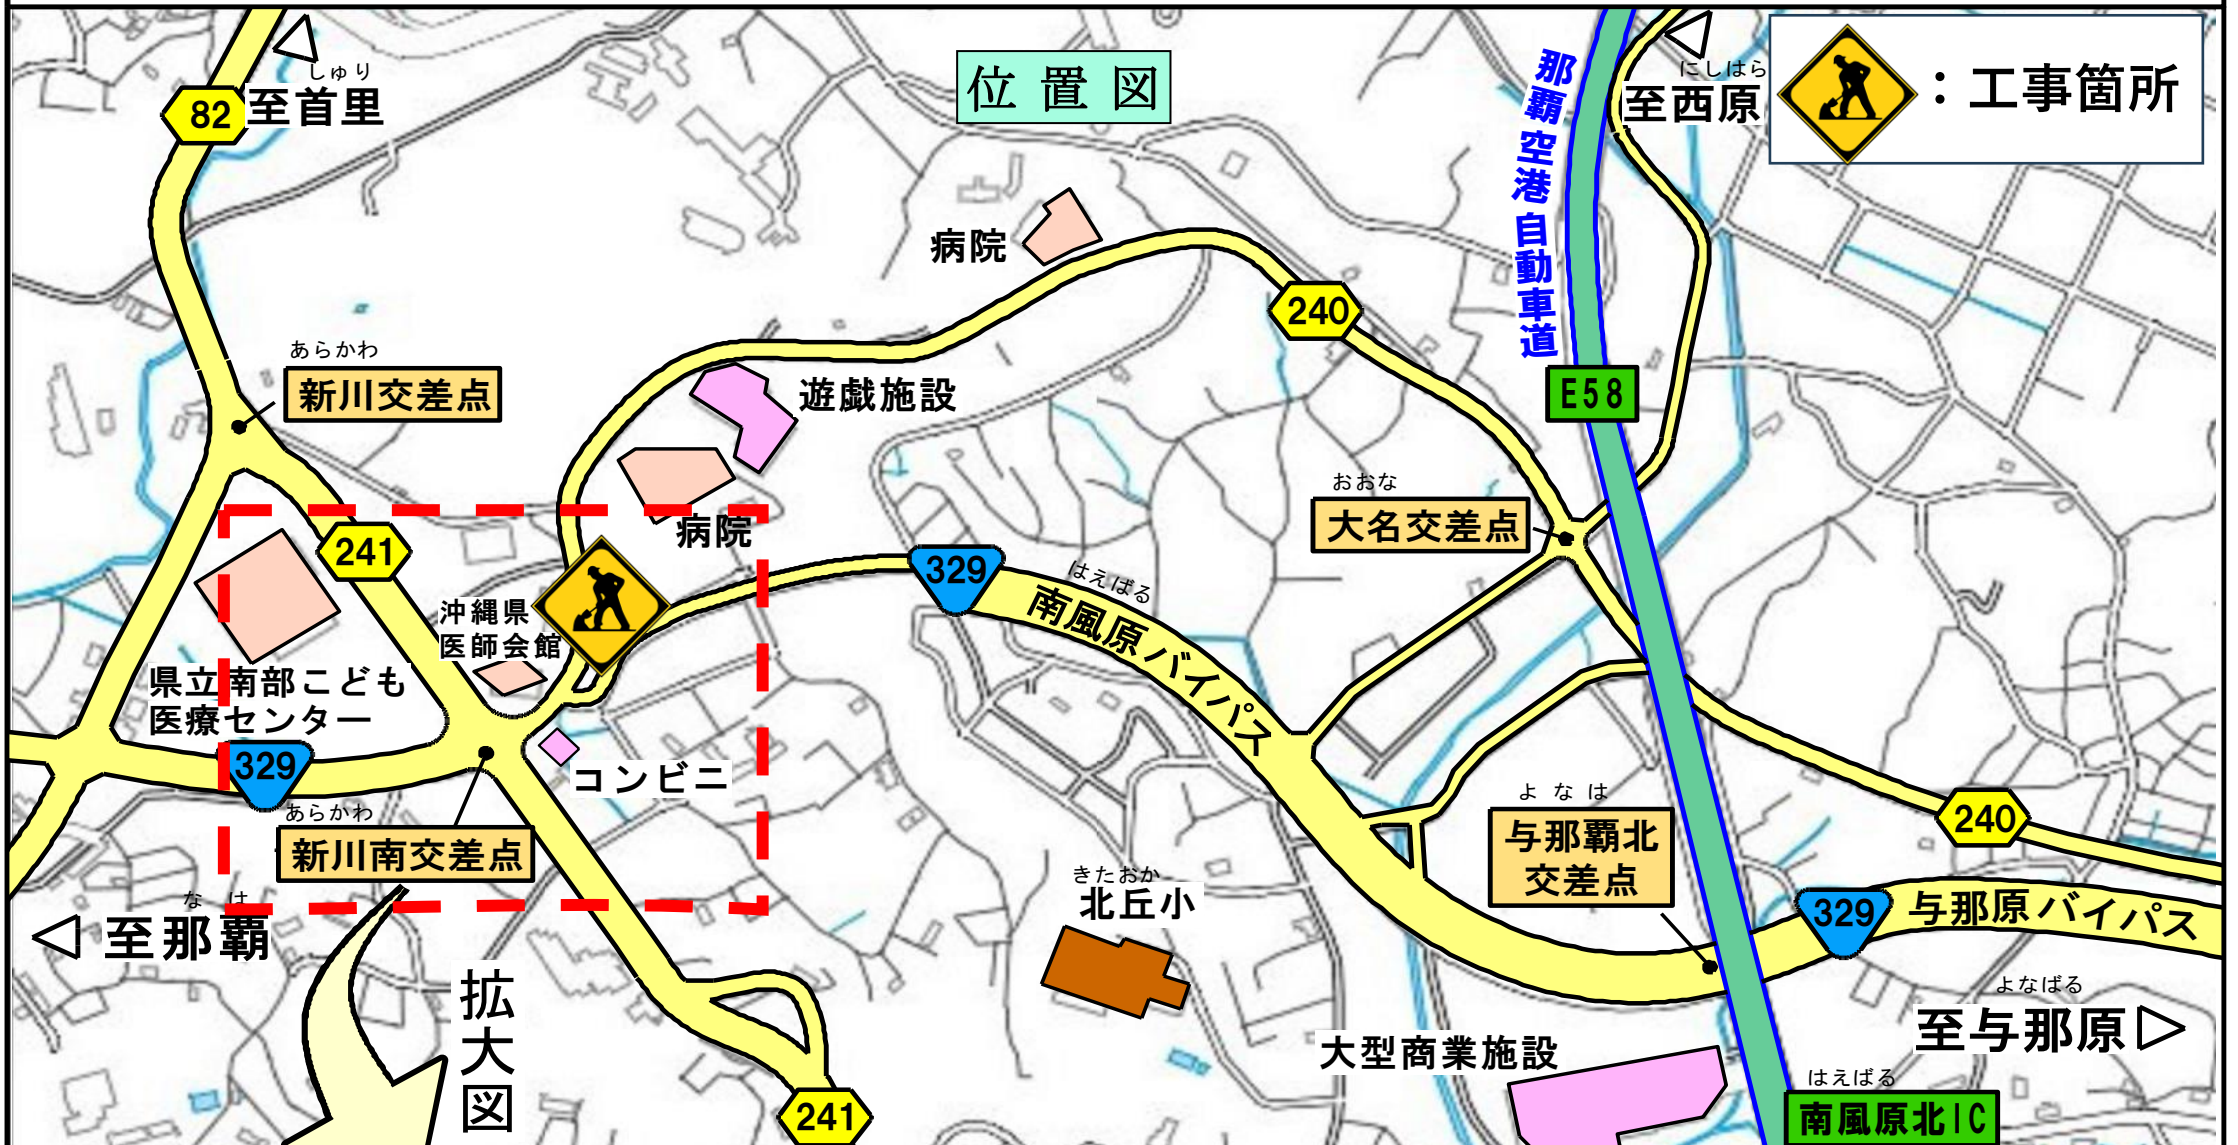 位置図
：工事箇所
しゅり
至首里
82
にしはら
至西原
那覇空港自動車道
病院
240
あらかわ
新川交差点
遊戯施設
E58
おおな
大名交差点
病院
241
329
はえばる
南風原バイパス
沖縄県
医師会館
県立南部こども
医療センター
329
コンビニ
あらかわ
新川南交差点
よなは
与那覇北
交差点
240
きたおか
北丘小
329
与那原バイパス
なは
至那覇
拡大図
よなばる
至与那原
大型商業施設
はえばる
南風原北IC
241